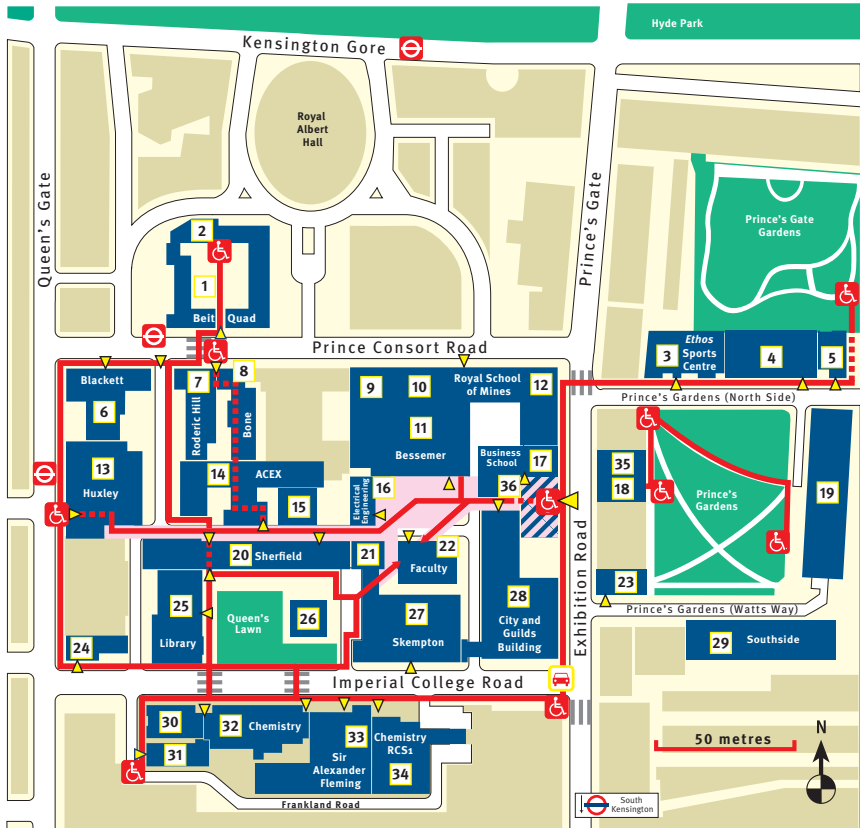 Hyde Park
Kensington Gore
Royal
Albert
Hall
Queen's Gate
Prince's Gate
Prince's Gate
Gardens
2
1
Beit Quad
Prince Consort Road
3
Ethos
Sports
Centre
4
5
Prince's Gardens (North Side)
Blackett
6
7
8
Roderic Hill
Bone
9
10
11
Bessemer
Royal School
of Mines
12
13
Huxley
14
ACEX
15
Electrical
Engineering
16
Business
School
17
36
35
18
Prince's
Gardens
19
20
Sherfield
21
22
Faculty
23
Exhibition Road
Prince's Gardens (Watts Way)
24
25
Library
Queen's
Lawn
26
27
Skempton
28
City and
Guilds
Building
29
Southside
Imperial College Road
30
31
32
Chemistry
33
Sir
Alexander
Fleming
Chemistry
RCS1
34
Frankland Road
50 metres
N
South
Kensington